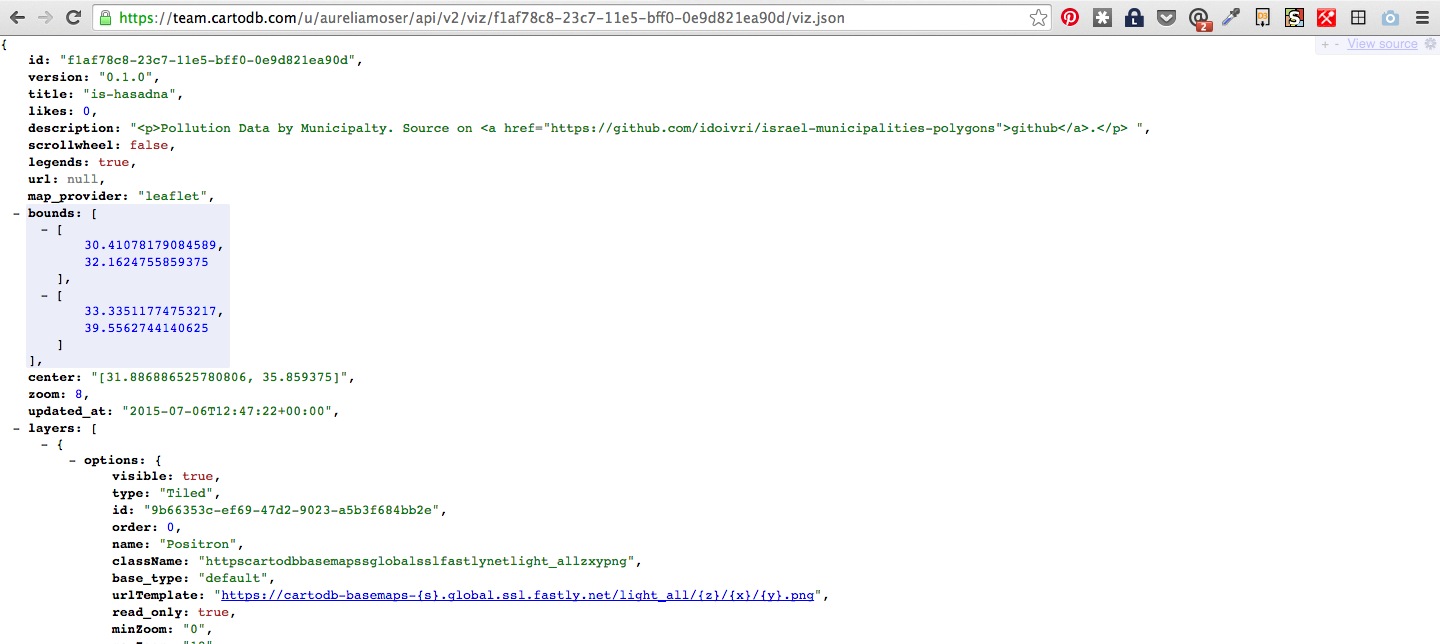 https://team.cartodb.com/u/aureliamoser/api/v2/viz/f1af78c8-23c7-11e5-bff0-0e9d821ea90d/viz.json
2
+ - View source
{
id: "f1af78c8-23c7-11e5-bff0-0e9d821ea90d",
version: "0.1.0",
title: "is-hasadna",
likes: 0,
description: "<p>Pollution Data by Municipalty. Source on <a href="https://github.com/idoivri/israel-municipalities-polygons">github</a>.</p> ",
scrollwheel: false,
legends: true,
url: null,
map_provider: "leaflet",
- bounds: [
- [
30.41078179084589,
32.1624755859375
],
- [
33.33511774753217,
39.5562744140625
]
],
center: "[31.886886525780806, 35.859375]",
zoom: 8,
updated_at: "2015-07-06T12:47:22+00:00",
- layers: [
- {
- options: {
visible: true,
type: "Tiled",
id: "9b66353c-ef69-47d2-9023-a5b3f684bb2e",
order: 0,
name: "Positron",
className: "httpscartodbbasemapssglobalsslfastlynetlight_allzxypng",
base_type: "default",
urlTemplate: "https://cartodb-basemaps-{s}.global.ssl.fastly.net/light_all/{z}/{x}/{y}.png",
read_only: true,
minZoom: "0",